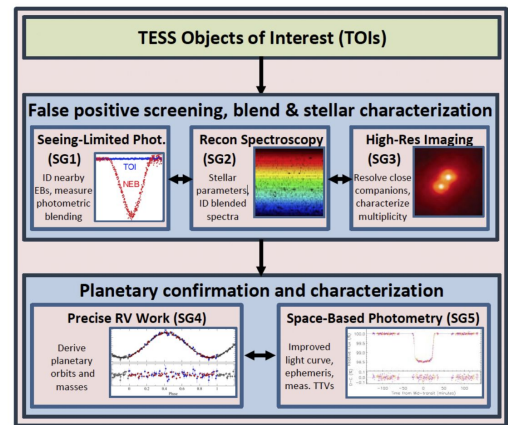 TESS Objects of Interest (TOIs)
False positive screening, blend & stellar characterization
Seeing-Limited Phot.
(SG1)
ID nearby
EBs, measure
photometric
blending
TOI
NEB
Recon Spectroscopy
(SG2)
Stellar
parameters,
ID blended
spectra
High-Res Imaging
(SG3)
Resolve close
companions,
characterize
multiplicity
Planetary confirmation and characterization
Precise RV Work (SG4)
Derive
planetary
orbits and
masses
Space-Based Photometry (SG5)
Improved
light curve,
ephemeris,
meas. TTVs
Time from mid-transit (minutes)